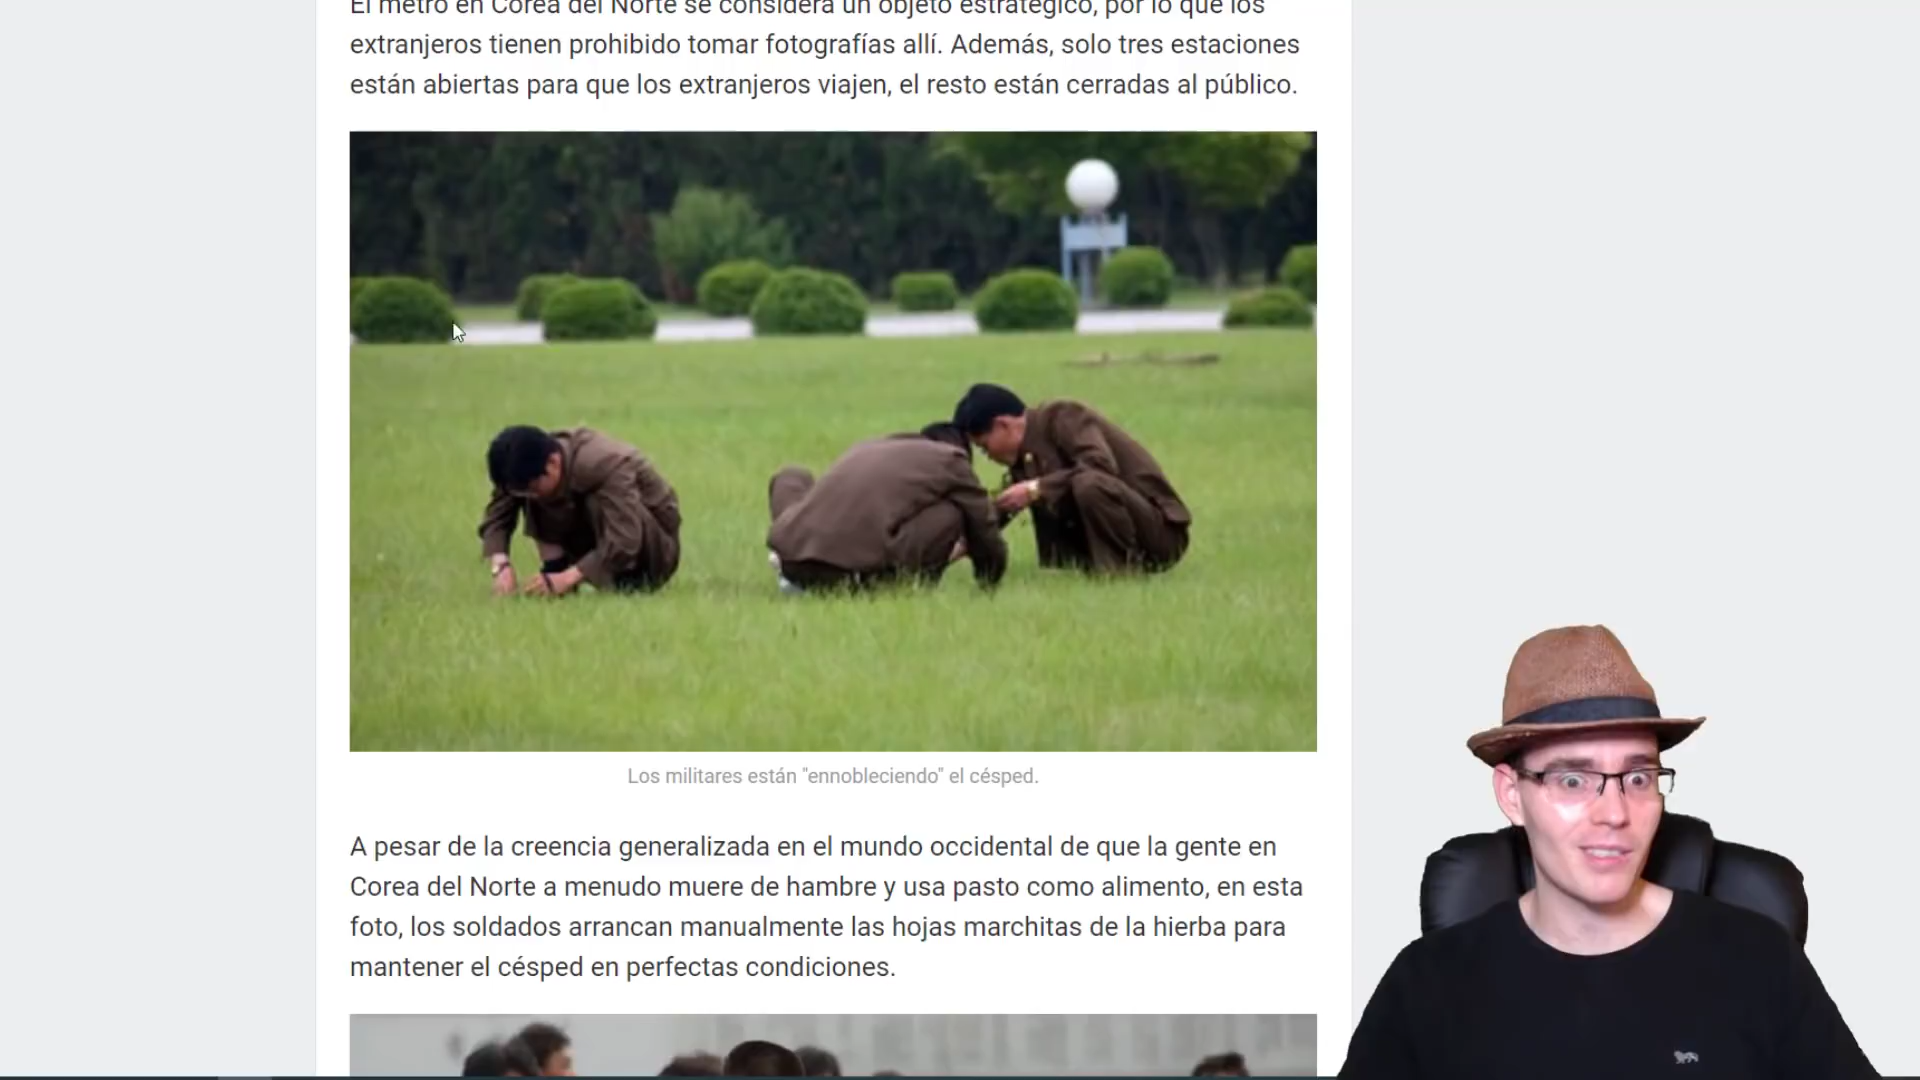 El metro en Corea del Norte se considera un objeto estratégico, por lo que los
extranjeros tienen prohibido tomar fotografías allí. Además, solo tres estaciones
están abiertas para que los extranjeros viajen, el resto están cerradas al público.
Los militares están "ennobleciendo" el césped.
A pesar de la creencia generalizada en el mundo occidental de que la gente en
Corea del Norte a menudo muere de hambre y usa pasto como alimento, en esta
foto, los soldados arrancan manualmente las hojas marchitas de la hierba para
mantener el césped en perfectas condiciones.